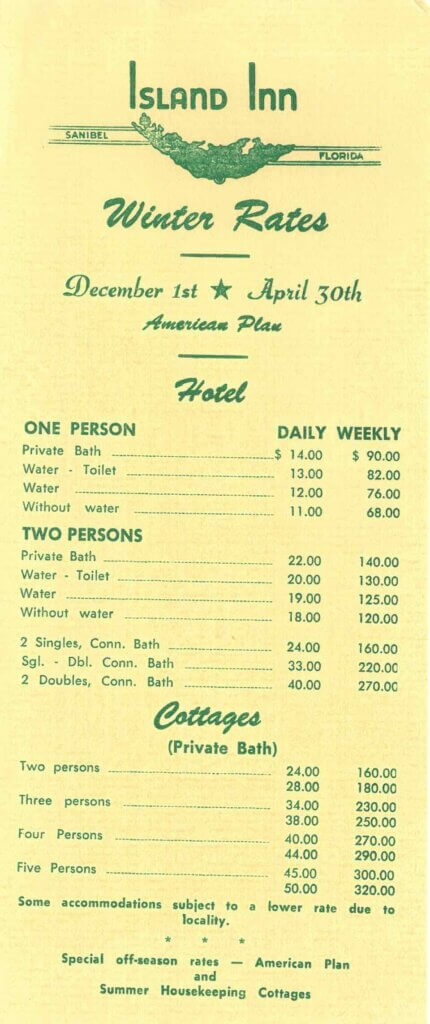 Island Inn
SANIBEL
FLORIDA
Winter Rates
December 1st ★ April 30th
American Plan
Hotel
ONE PERSON DAILY WEEKLY
Private Bath $ 14.00 $ 90.00
Water - Toilet 13.00 82.00
Water 12.00 76.00
Without water 11.00 68.00
TWO PERSONS
Private Bath 22.00 140.00
Water - Toilet 20.00 130.00
Water 19.00 125.00
Without water 18.00 120.00
2 Singles, Conn. Bath 24.00 160.00
Sgl. - Dbl. Conn. Bath 33.00 220.00
2 Doubles, Conn. Bath 40.00 270.00
Cottages
(Private Bath)
Two persons 24.00 160.00
28.00 180.00
Three persons 34.00 230.00
38.00 250.00
Four Persons 40.00 270.00
44.00 290.00
Five Persons 45.00 300.00
50.00 320.00
Some accommodations subject to a lower rate due to
locality.
* * *
Special off-season rates — American Plan
and
Summer Housekeeping Cottages